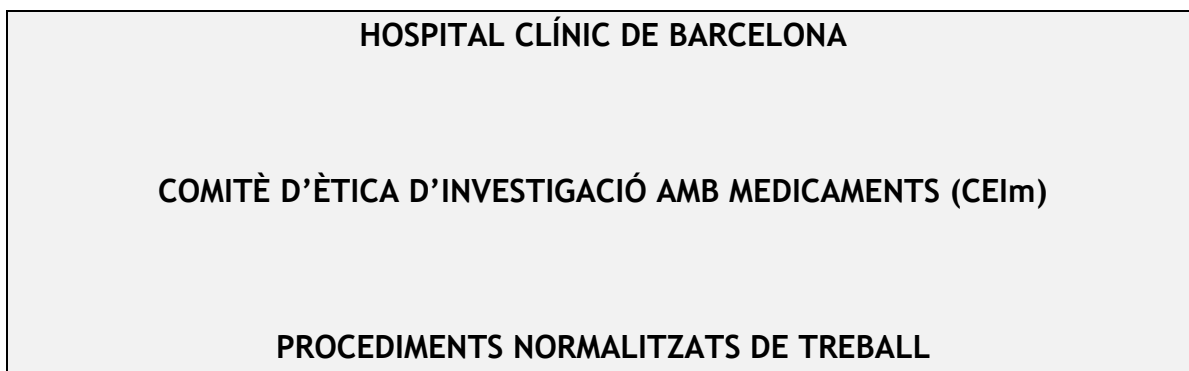 HOSPITAL CLÍNIC DE BARCELONA
COMITÈ D’ÈTICA D’INVESTIGACIÓ AMB MEDICAMENTS (CEIm)
PROCEDIMENTS NORMALITZATS DE TREBALL